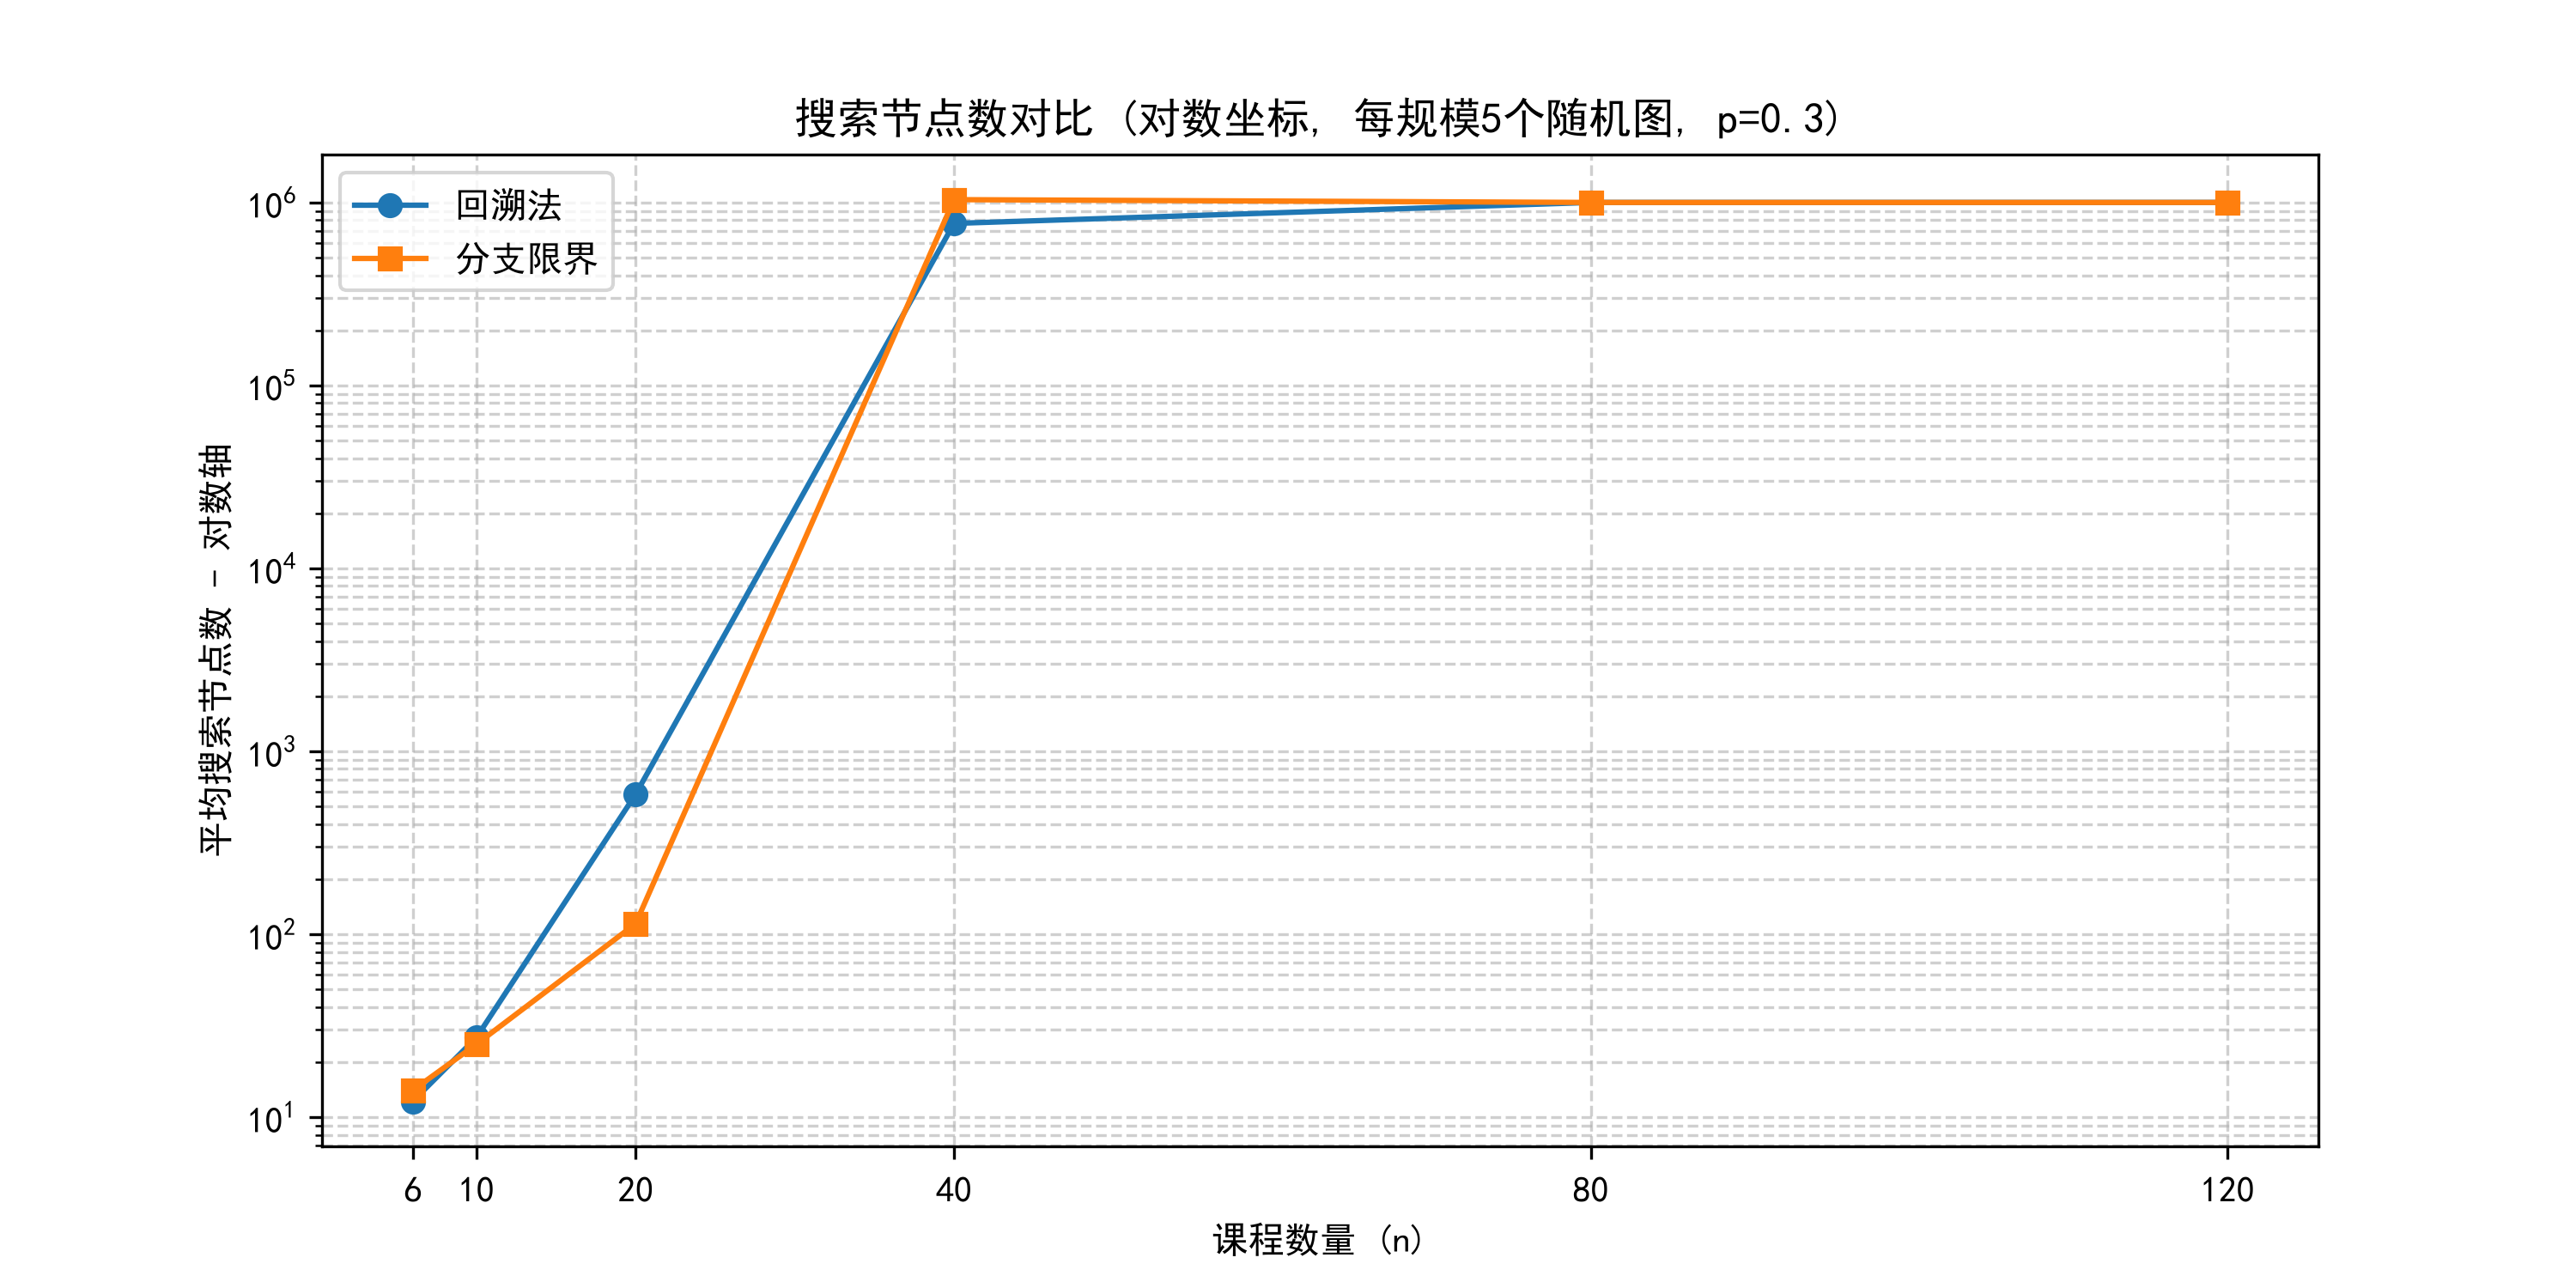 搜索节点数对比 (对数坐标, 每规模5个随机图, p=0.3)
回溯法
分支限界
平均搜索节点数 - 对数轴
10^6
10^5
10^4
10^3
10^2
10^1
6 10 20 40 80 120
课程数量 (n)